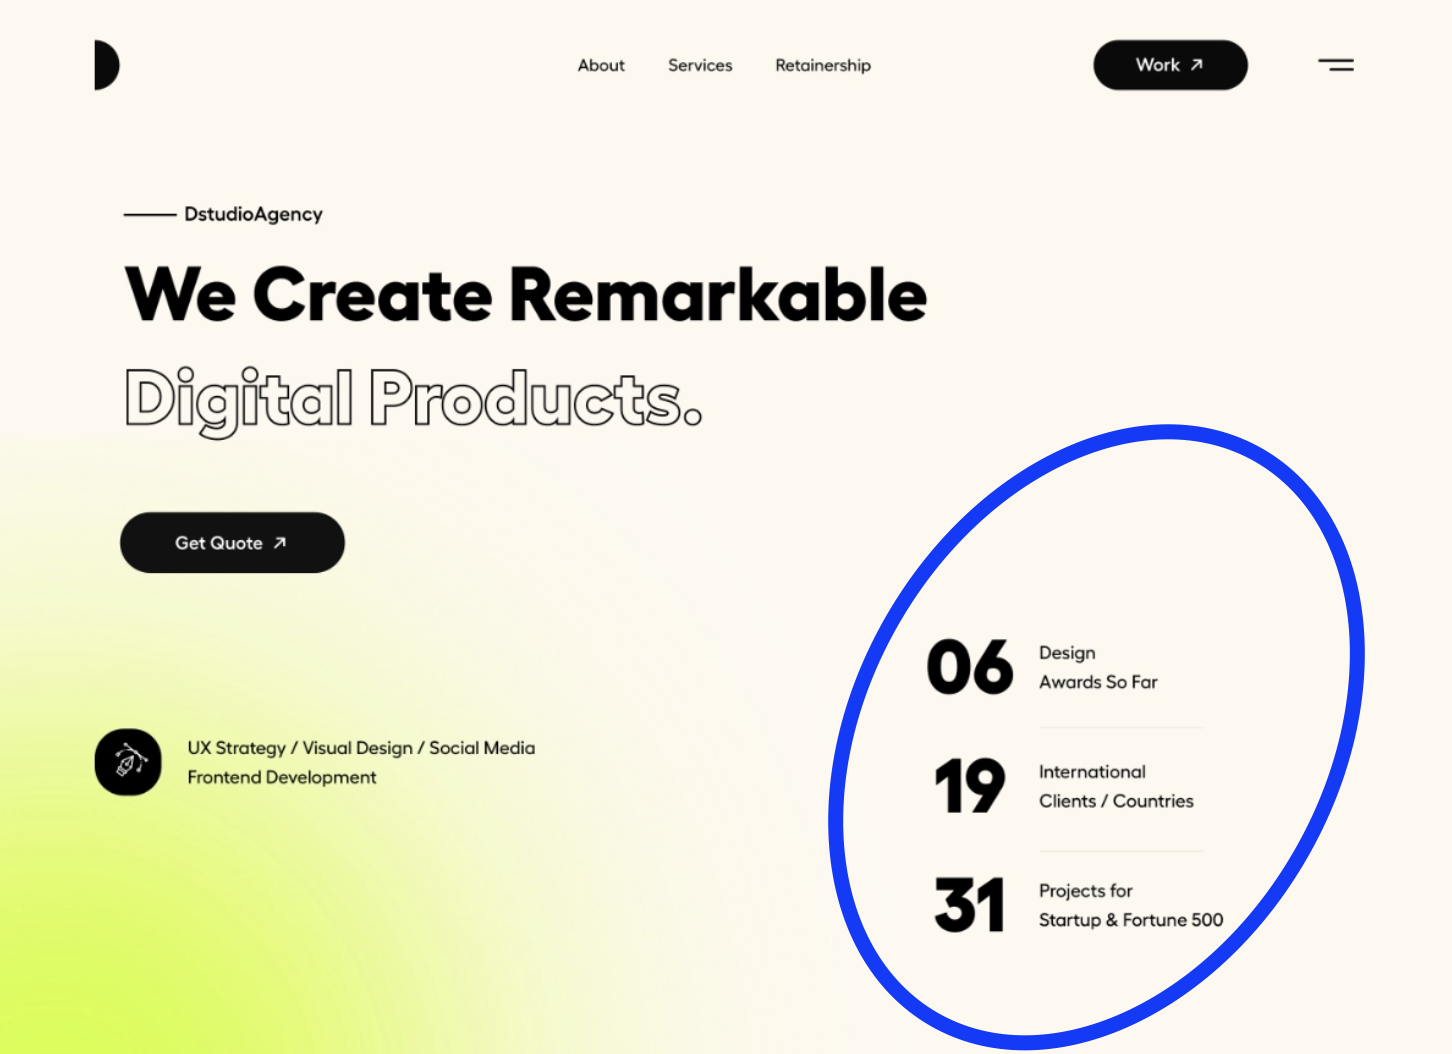 About
Services
Retainership
Work
DstudioAgency
We Create Remarkable
Digital Products.
Get Quote
UX Strategy / Visual Design / Social Media
Frontend Development
06
Design
Awards So Far
19
International
Clients / Countries
31
Projects for
Startup & Fortune 500